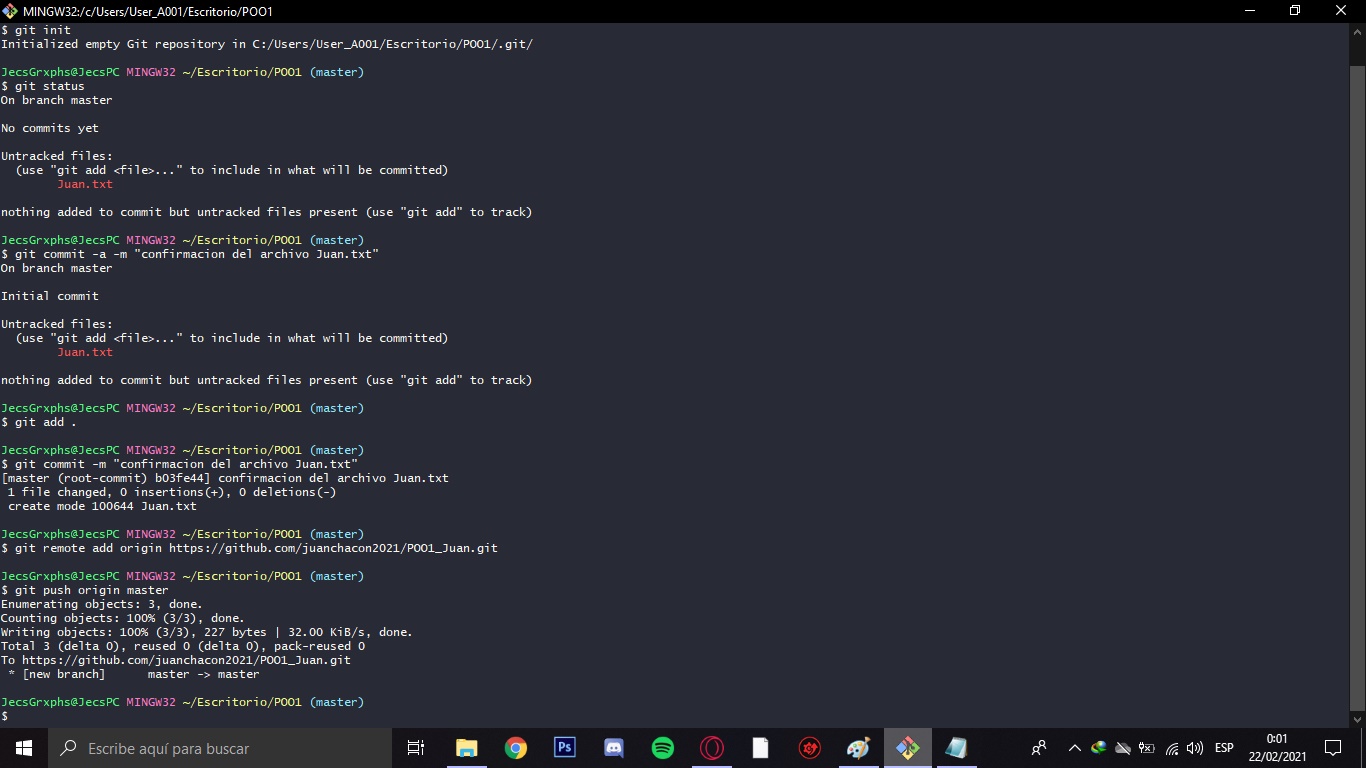 MINGW32:/c/Users/User_A001/Escritorio/POO1
$ git init
Initialized empty Git repository in C:/Users/User_A001/Escritorio/POO1/.git/
JecsGrxphs@JecsPC MINGW32 ~/Escritorio/POO1 (master)
$ git status
On branch master
No commits yet
Untracked files:
  (use "git add <file>..." to include in what will be committed)
        Juan.txt
nothing added to commit but untracked files present (use "git add" to track)
JecsGrxphs@JecsPC MINGW32 ~/Escritorio/POO1 (master)
$ git commit -a -m "confirmacion del archivo Juan.txt"
On branch master
Initial commit
Untracked files:
  (use "git add <file>..." to include in what will be committed)
        Juan.txt
nothing added to commit but untracked files present (use "git add" to track)
JecsGrxphs@JecsPC MINGW32 ~/Escritorio/POO1 (master)
$ git add .
JecsGrxphs@JecsPC MINGW32 ~/Escritorio/POO1 (master)
$ git commit -m "confirmacion del archivo Juan.txt"
[master (root-commit) b03fe44] confirmacion del archivo Juan.txt
 1 file changed, 0 insertions(+), 0 deletions(-)
 create mode 100644 Juan.txt
JecsGrxphs@JecsPC MINGW32 ~/Escritorio/POO1 (master)
$ git remote add origin https://github.com/juanchacon2021/POO1_Juan.git
JecsGrxphs@JecsPC MINGW32 ~/Escritorio/POO1 (master)
$ git push origin master
Enumerating objects: 3, done.
Counting objects: 100% (3/3), done.
Writing objects: 100% (3/3), 227 bytes | 32.00 KiB/s, done.
Total 3 (delta 0), reused 0 (delta 0), pack-reused 0
To https://github.com/juanchacon2021/POO1_Juan.git
 * [new branch]      master -> master
JecsGrxphs@JecsPC MINGW32 ~/Escritorio/POO1 (master)
$
Escribe aquí para buscar
Ps
ESP
0:01
22/02/2021